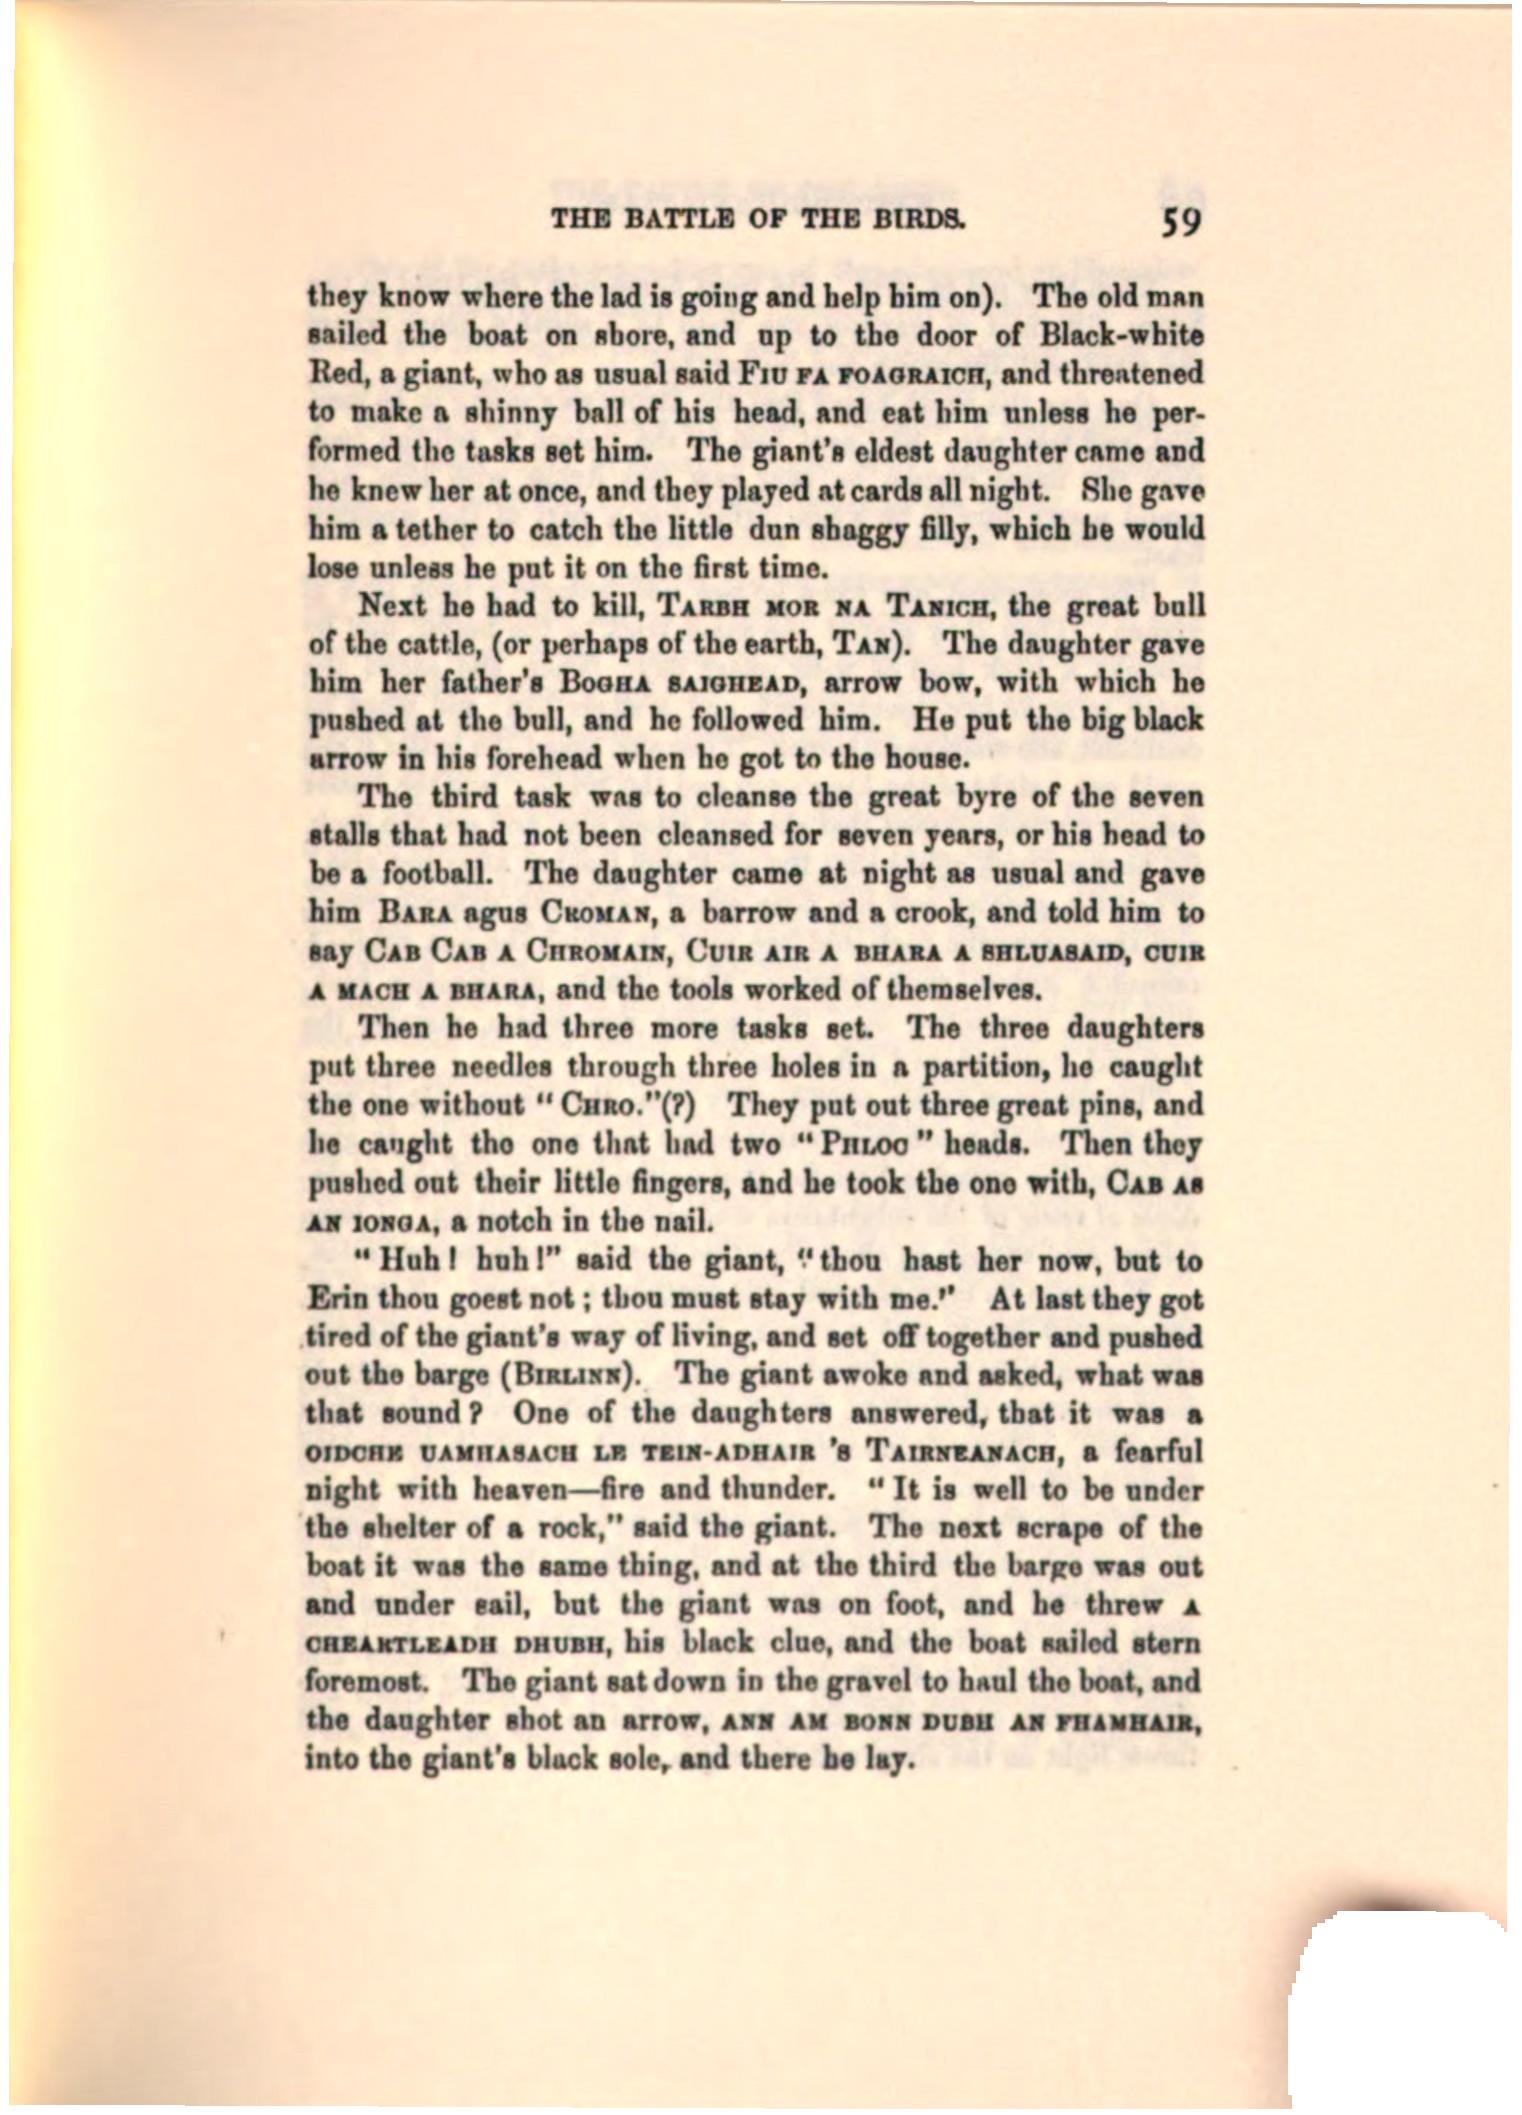 THE BATTLE OF THE BIRDS. 59
they know where the lad is going and help him on). The old man
sailed the boat on shore, and up to the door of Black-white
Red, a giant, who as usual said FIU FA FOAGRAICH, and threatened
to make a shinny ball of his head, and eat him unless he per-
formed the tasks set him. The giant's eldest daughter came and
he knew her at once, and they played at cards all night. She gave
him a tether to catch the little dun shaggy filly, which he would
lose unless he put it on the first time.
Next he had to kill, TARBH MOR NA TANICH, the great bull
of the cattle, (or perhaps of the earth, TAN). The daughter gave
him her father's BOGHA SAIGHEAD, arrow bow, with which he
pushed at the bull, and he followed him. He put the big black
arrow in his forehead when he got to the house.
The third task was to cleanse the great byre of the seven
stalls that had not been cleansed for seven years, or his head to
be a football. The daughter came at night as usual and gave
him BARA agus CROMAN, a barrow and a crook, and told him to
say CAB CAB A CHROMAIN, CUIR AIR A BHARA A SHLUASAID, CUIR
A MACH A BHARA, and the tools worked of themselves.
Then he had three more tasks set. The three daughters
put three needles through three holes in a partition, he caught
the one without "CHRO."(?) They put out three great pins, and
he caught the one that had two "PHLOC" heads. Then they
pushed out their little fingers, and he took the one with, CAB AS
AN IONGA, a notch in the nail.
"Huh! huh!" said the giant, "thou hast her now, but to
Erin thou goest not; thou must stay with me." At last they got
tired of the giant's way of living, and set off together and pushed
out the barge (BIRLINN). The giant awoke and asked, what was
that sound? One of the daughters answered, that it was a
OIDCHE UAMHASACH LE TEIN-ADHAIR 'S TAIRNEANACH, a fearful
night with heaven—fire and thunder. "It is well to be under
the shelter of a rock," said the giant. The next scrape of the
boat it was the same thing, and at the third the barge was out
and under sail, but the giant was on foot, and he threw A
CHEARTLEADH DHUBH, his black clue, and the boat sailed stern
foremost. The giant sat down in the gravel to haul the boat, and
the daughter shot an arrow, ANN AM BONN DUBH AN FHAMHAIR,
into the giant's black sole, and there he lay.